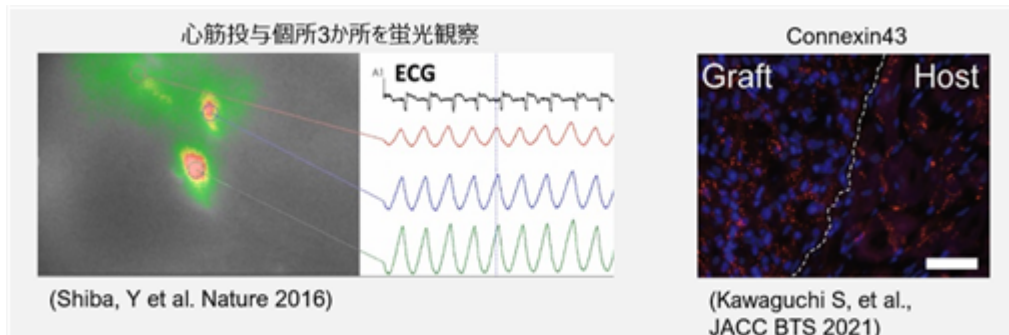 心筋投与個所3か所を蛍光観察
A1
ECG
(Shiba, Y et al. Nature 2016)
Connexin43
Graft
Host
(Kawaguchi S, et al.,
JACC BTS 2021)